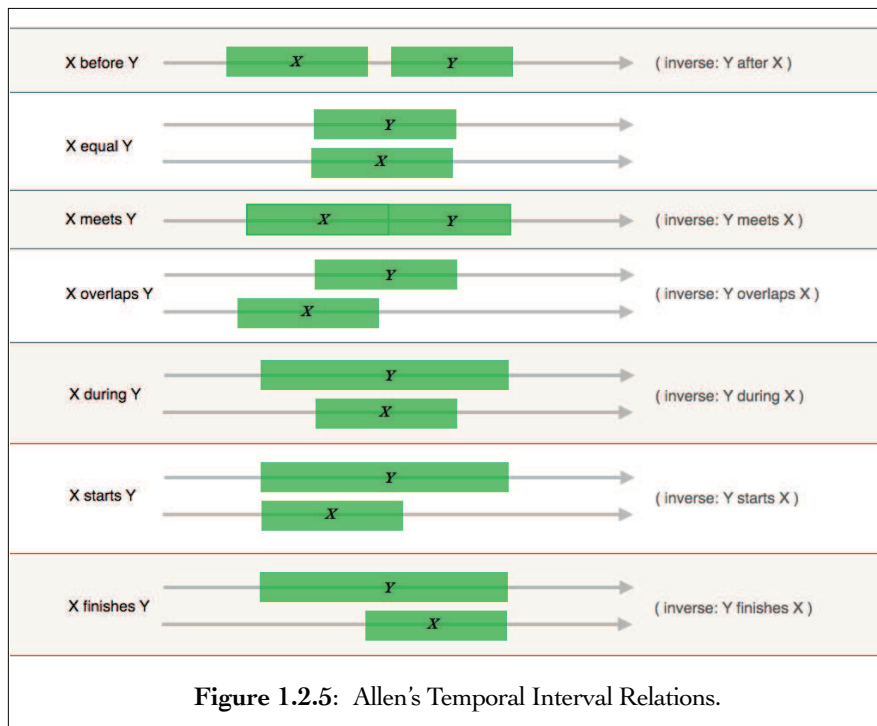 X before Y X Y ( inverse: Y after X )
Y
X equal Y
X
X meets Y X Y ( inverse: Y meets X )
Y
X overlaps Y ( inverse: Y overlaps X )
X
Y
X during Y ( inverse: Y during X )
X
Y
X starts Y ( inverse: Y starts X )
X
Y
X finishes Y ( inverse: Y finishes X )
X
Figure 1.2.5: Allen's Temporal Interval Relations.